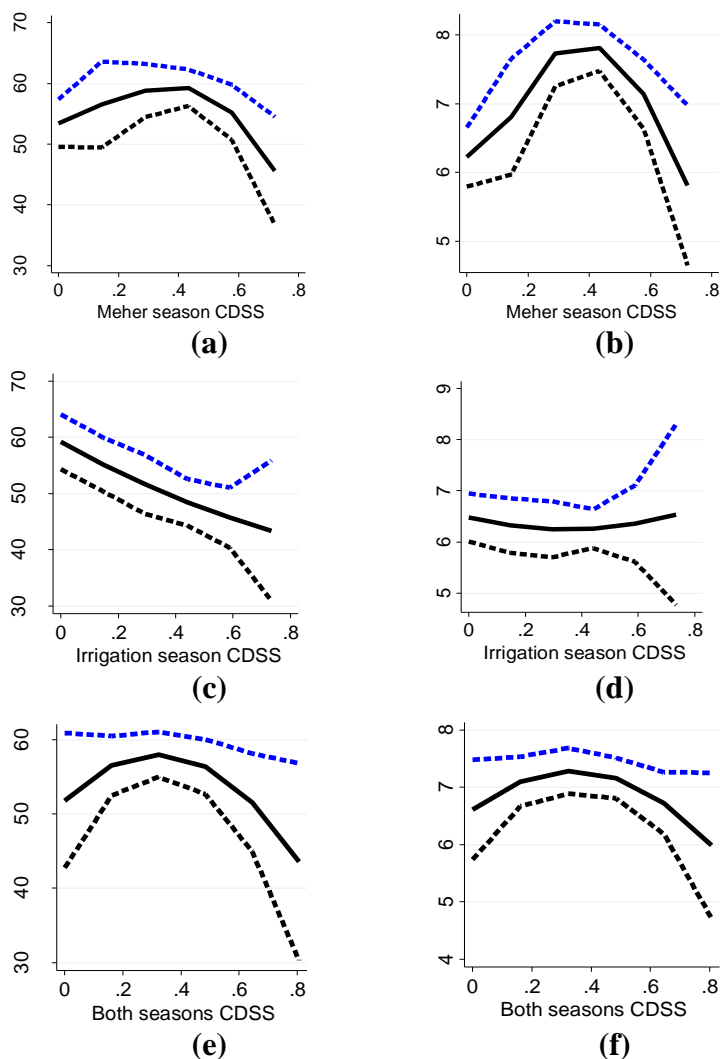 70
60
50
40
30
0 .2 .4 .6 .8
Meher season CDSS
(a)
8
7
6
5
0 .2 .4 .6 .8
Meher season CDSS
(b)
70
60
50
40
30
0 .2 .4 .6 .8
Irrigation season CDSS
(c)
9
8
7
6
5
0 .2 .4 .6 .8
Irrigation season CDSS
(d)
60
50
40
30
0 .2 .4 .6 .8
Both seasons CDSS
(e)
8
7
6
5
4
0 .2 .4 .6 .8
Both seasons CDSS
(f)